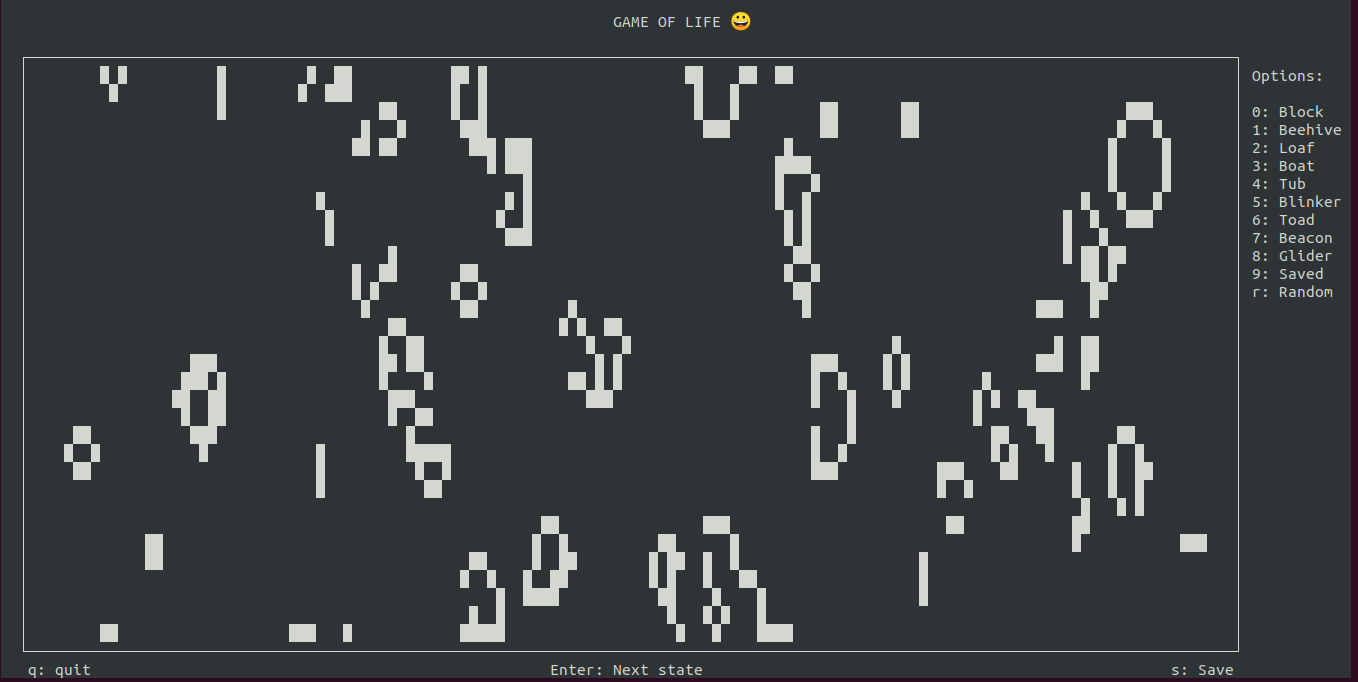 GAME OF LIFE 😀
Options:
0: Block
1: Beehive
2: Loaf
3: Boat
4: Tub
5: Blinker
6: Toad
7: Beacon
8: Glider
9: Saved
r: Random
q: quit
Enter: Next state
s: Save